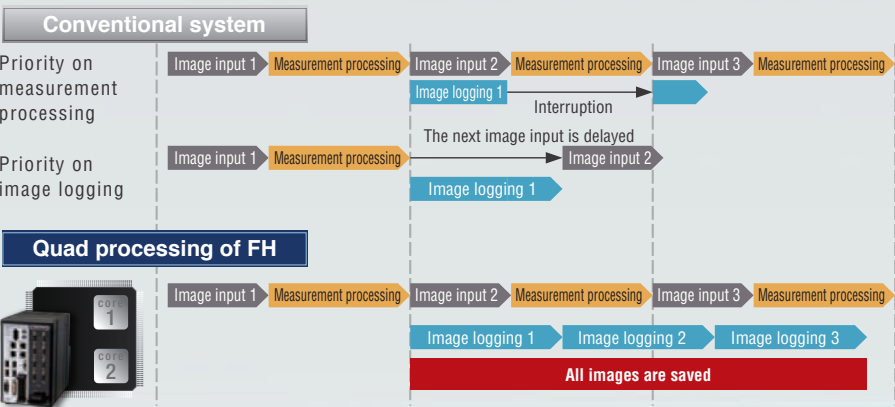 Conventional system
Priority on
measurement
processing
Image input 1 Measurement processing Image input 2 Measurement processing Image input 3 Measurement processing
Image logging 1
Interruption
The next image input is delayed
Priority on
image logging
Image input 1 Measurement processing Image input 2
Image logging 1
Quad processing of FH
core
1
core
2
Image input 1 Measurement processing Image input 2 Measurement processing Image input 3 Measurement processing
Image logging 1 Image logging 2 Image logging 3
All images are saved